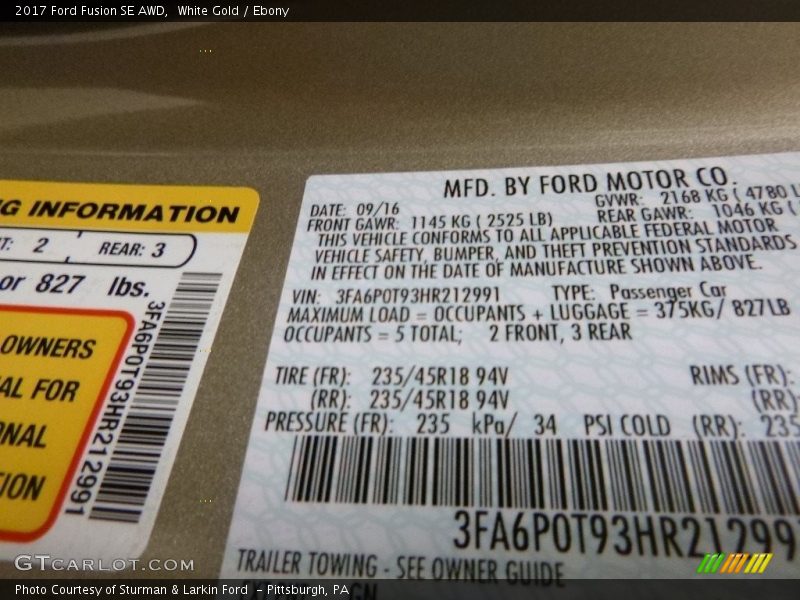 2017 Ford Fusion SE AWD, White Gold / Ebony
G INFORMATION
T: 2 REAR: 3
or 827 lbs.
OWNERS
AL FOR
ONAL
ION
3FA6P0T93HR212991
MFD. BY FORD MOTOR CO.
DATE: 09/16 GVWR: 2168 KG ( 4780 L
FRONT GAWR: 1145 KG ( 2525 LB) REAR GAWR: 1046 KG (
THIS VEHICLE CONFORMS TO ALL APPLICABLE FEDERAL MOTOR
VEHICLE SAFETY, BUMPER, AND THEFT PREVENTION STANDARDS
IN EFFECT ON THE DATE OF MANUFACTURE SHOWN ABOVE.
VIN: 3FA6P0T93HR212991 TYPE: Passenger Car
MAXIMUM LOAD = OCCUPANTS + LUGGAGE = 375KG/ 827LB
OCCUPANTS = 5 TOTAL; 2 FRONT, 3 REAR
TIRE (FR): 235/45R18 94V RIMS (FR):
(RR): 235/45R18 94V (RR):
PRESSURE (FR): 235 kPa/ 34 PSI COLD (RR): 235
3FA6P0T93HR212991
TRAILER TOWING - SEE OWNER GUIDE
GTCARLOT.COM
Photo Courtesy of Sturman & Larkin Ford - Pittsburgh, PA